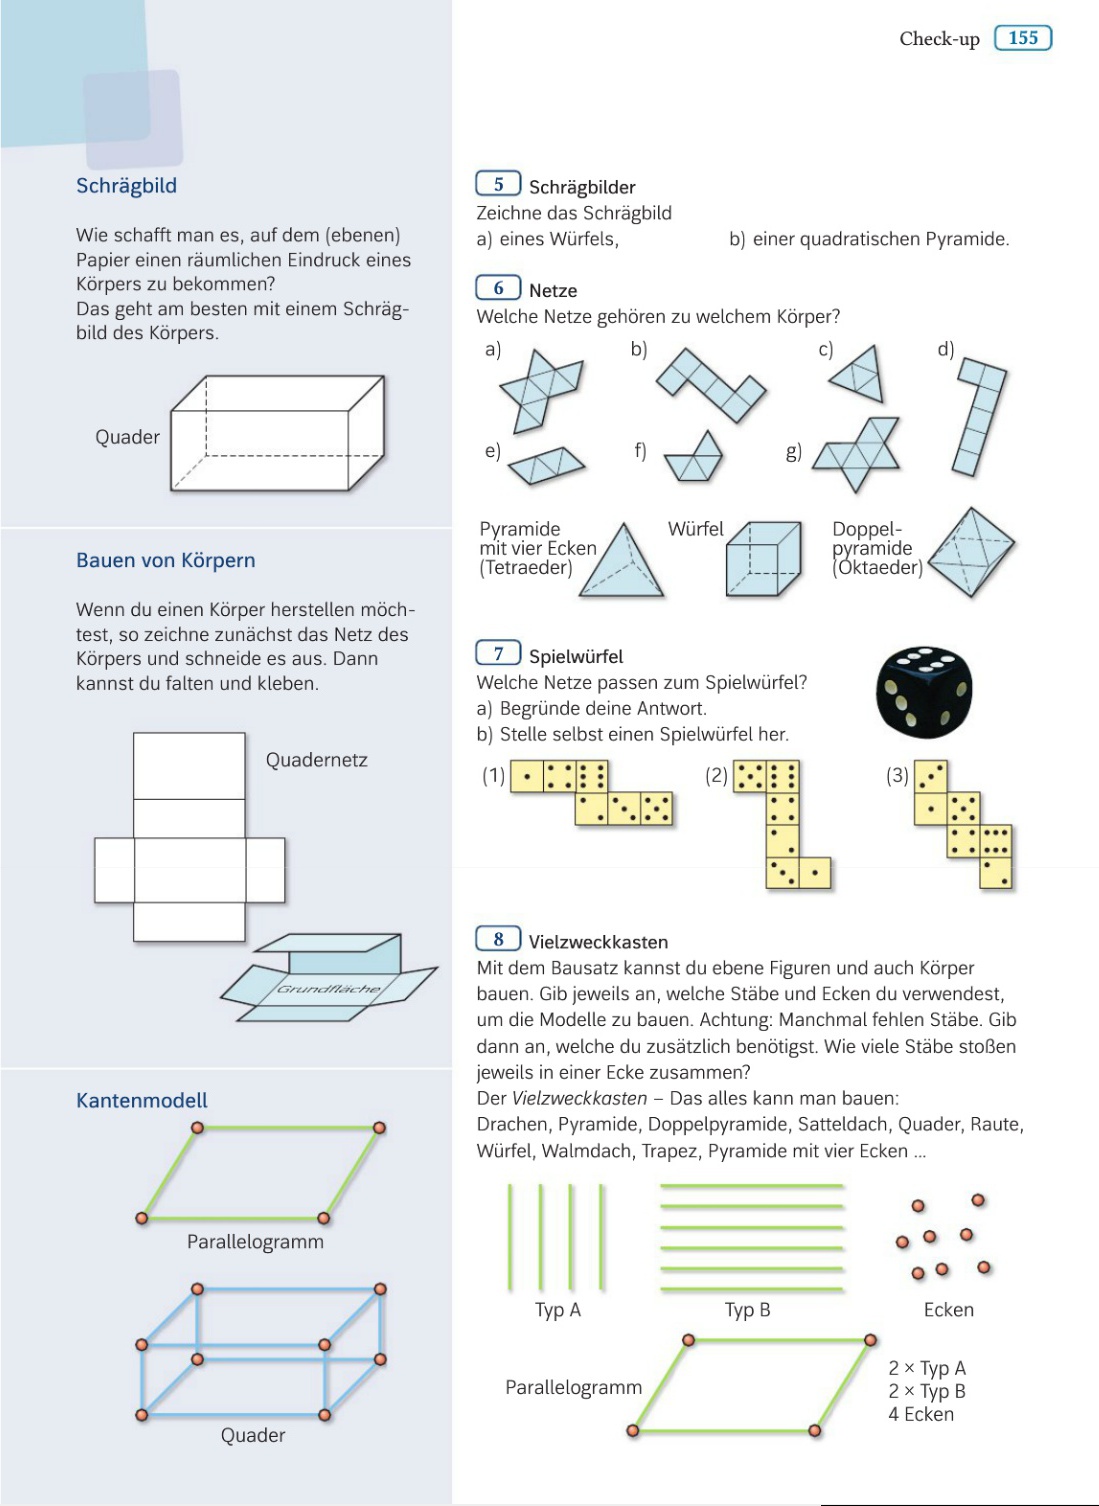 Check-up 155
Schrägbild
Wie schafft man es, auf dem (ebenen)
Papier einen räumlichen Eindruck eines
Körpers zu bekommen?
Das geht am besten mit einem Schräg-
bild des Körpers.
Quader
Bauen von Körpern
Wenn du einen Körper herstellen möch-
test, so zeichne zunächst das Netz des
Körpers und schneide es aus. Dann
kannst du falten und kleben.
Quadernetz
Grundfläche
Kantenmodell
Parallelogramm
Quader
5 Schrägbilder
Zeichne das Schrägbild
a) eines Würfels, b) einer quadratischen Pyramide.
6 Netze
Welche Netze gehören zu welchem Körper?
a) b) c) d)
e) f) g)
Pyramide
mit vier Ecken
(Tetraeder)
Würfel
Doppel-
pyramide
(Oktaeder)
7 Spielwürfel
Welche Netze passen zum Spielwürfel?
a) Begründe deine Antwort.
b) Stelle selbst einen Spielwürfel her.
(1) (2) (3)
8 Vielzweckkasten
Mit dem Bausatz kannst du ebene Figuren und auch Körper
bauen. Gib jeweils an, welche Stäbe und Ecken du verwendest,
um die Modelle zu bauen. Achtung: Manchmal fehlen Stäbe. Gib
dann an, welche du zusätzlich benötigst. Wie viele Stäbe stoßen
jeweils in einer Ecke zusammen?
Der Vielzweckkasten – Das alles kann man bauen:
Drachen, Pyramide, Doppelpyramide, Satteldach, Quader, Raute,
Würfel, Walmdach, Trapez, Pyramide mit vier Ecken ...
Typ A Typ B Ecken
Parallelogramm
2 × Typ A
2 × Typ B
4 Ecken